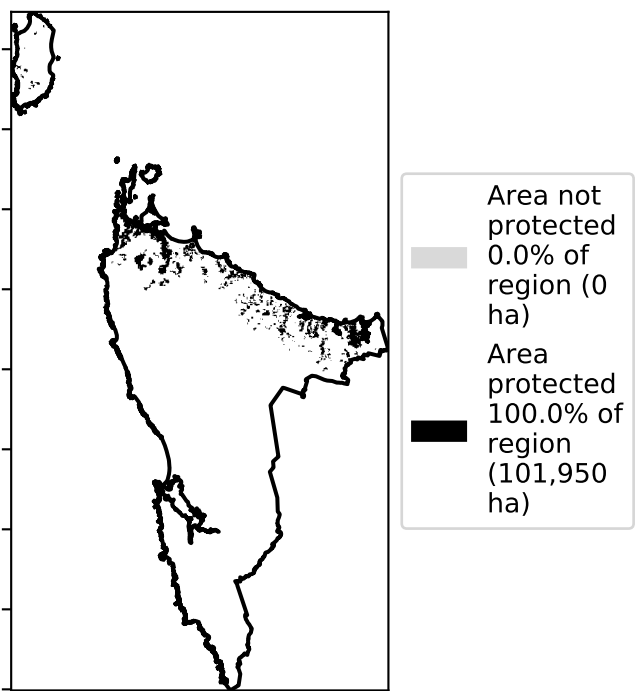 Area not
protected
0.0% of
region (0
ha)
Area
protected
100.0% of
region
(101,950
ha)